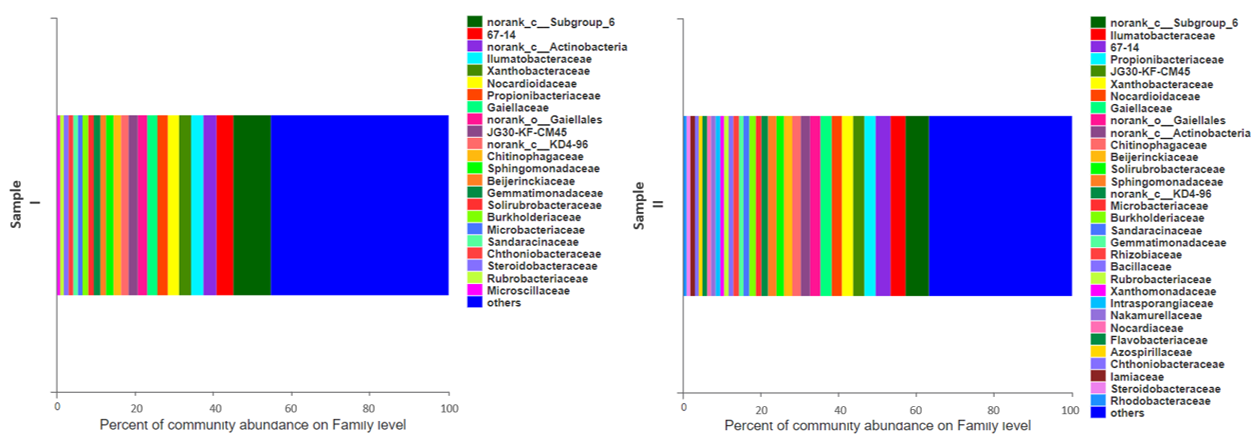 Sample
I
0
20
40
60
80
100
Percent of community abundance on Family level
norank_c__Subgroup_6
67-14
norank_c__Actinobacteria
Ilumatobacteraceae
Xanthobacteraceae
Nocardioidaceae
Propionibacteriaceae
Gaiellaceae
norank_o__Gaiellales
JG30-KF-CM45
norank_c__KD4-96
Chitinophagaceae
Sphingomonadaceae
Beijerinckiaceae
Gemmatimonadaceae
Solirubrobacteraceae
Burkholderiaceae
Microbacteriaceae
Sandaracinaceae
Chthoniobacteraceae
Steroidobacteraceae
Rubrobacteriaceae
Microscillaceae
others
Sample
II
0
20
40
60
80
100
Percent of community abundance on Family level
norank_c__Subgroup_6
Ilumatobacteraceae
67-14
Propionibacteriaceae
JG30-KF-CM45
Xanthobacteraceae
Nocardioidaceae
Gaiellaceae
norank_o__Gaiellales
norank_c__Actinobacteria
Chitinophagaceae
Beijerinckiaceae
Solirubrobacteraceae
Sphingomonadaceae
norank_c__KD4-96
Microbacteriaceae
Burkholderiaceae
Sandaracinaceae
Gemmatimonadaceae
Rhizobiaceae
Bacillaceae
Rubrobacteriaceae
Xanthomonadaceae
Intrasporangiaceae
Nakamurellaceae
Nocardiaceae
Flavobacteriaceae
Azospirillaceae
Chthoniobacteraceae
Iamiaceae
Steroidobacteraceae
Rhodobacteraceae
others